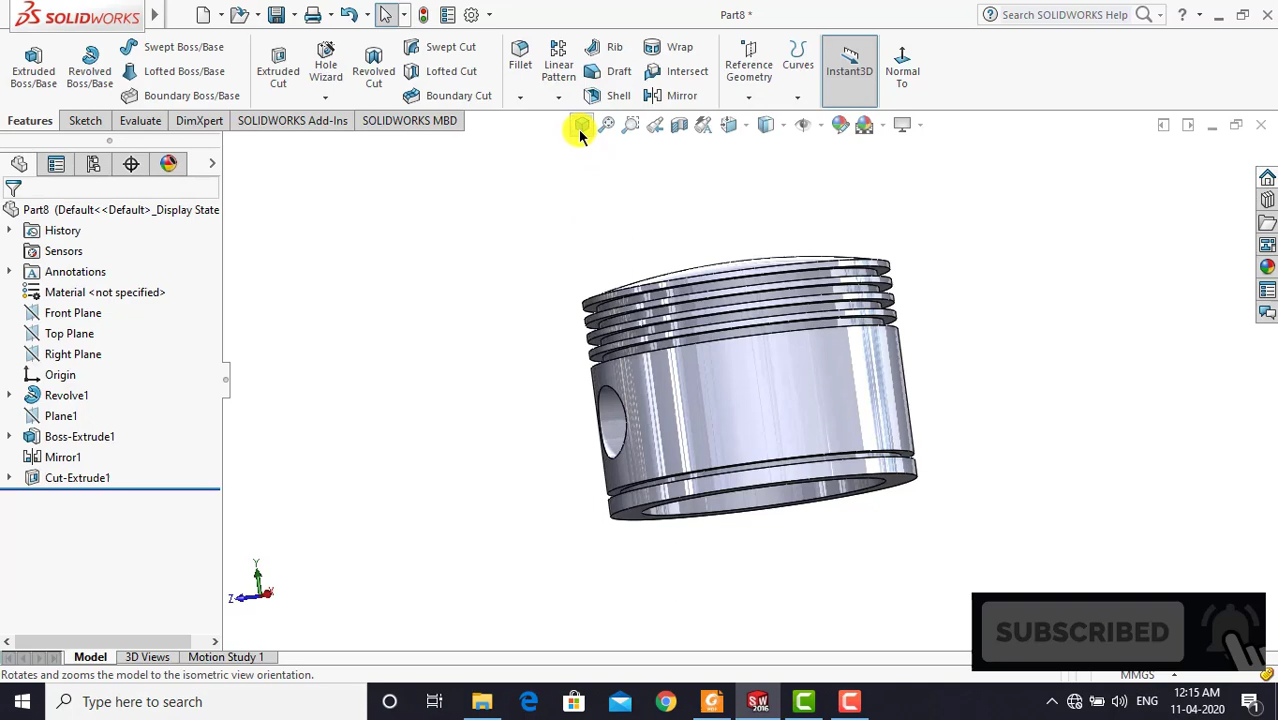 SOLIDWORKS
Part8 *
Search SOLIDWORKS
Extruded Boss/Base
Revolved Boss/Base
Swept Boss/Base
Lofted Boss/Base
Boundary Boss/Base
Extruded Cut
Hole Wizard
Revolved Cut
Swept Cut
Lofted Cut
Boundary Cut
Fillet
Linear Pattern
Rib
Draft
Shell
Wrap
Intersect
Mirror
Reference Geometry
Curves
Instant3D
Normal To
Features
Sketch
Evaluate
DimXpert
SOLIDWORKS Add-Ins
SOLIDWORKS MBD
Part8 (Default<<Default>_Display State
History
Sensors
Annotations
Material <not specified>
Front Plane
Top Plane
Right Plane
Origin
Revolve1
Plane1
Boss-Extrude1
Mirror1
Cut-Extrude1
Y
Z
X
SUBSCRIBED
Model
3D Views
Motion Study 1
Rotates and zooms the model to the isometric view orientation.
MMGS
Type here to search
SW
2016
ENG
12:15 AM
11-04-2020
1